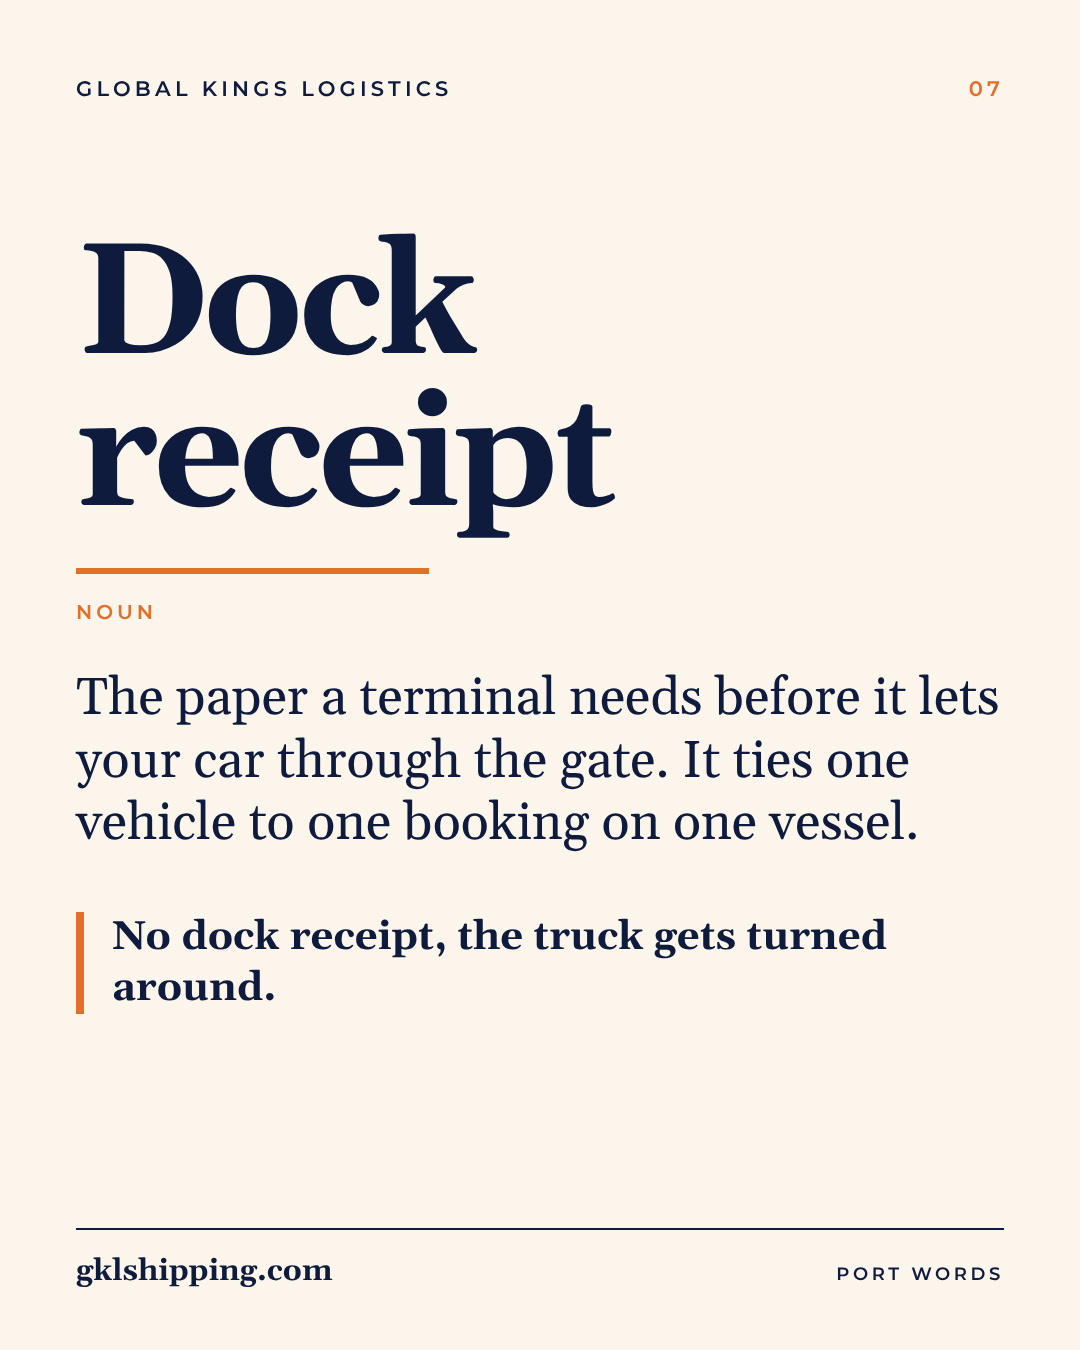 GLOBAL KINGS LOGISTICS
07
Dock
receipt
NOUN
The paper a terminal needs before it lets
your car through the gate. It ties one
vehicle to one booking on one vessel.
No dock receipt, the truck gets turned
around.
gklshipping.com
PORT WORDS